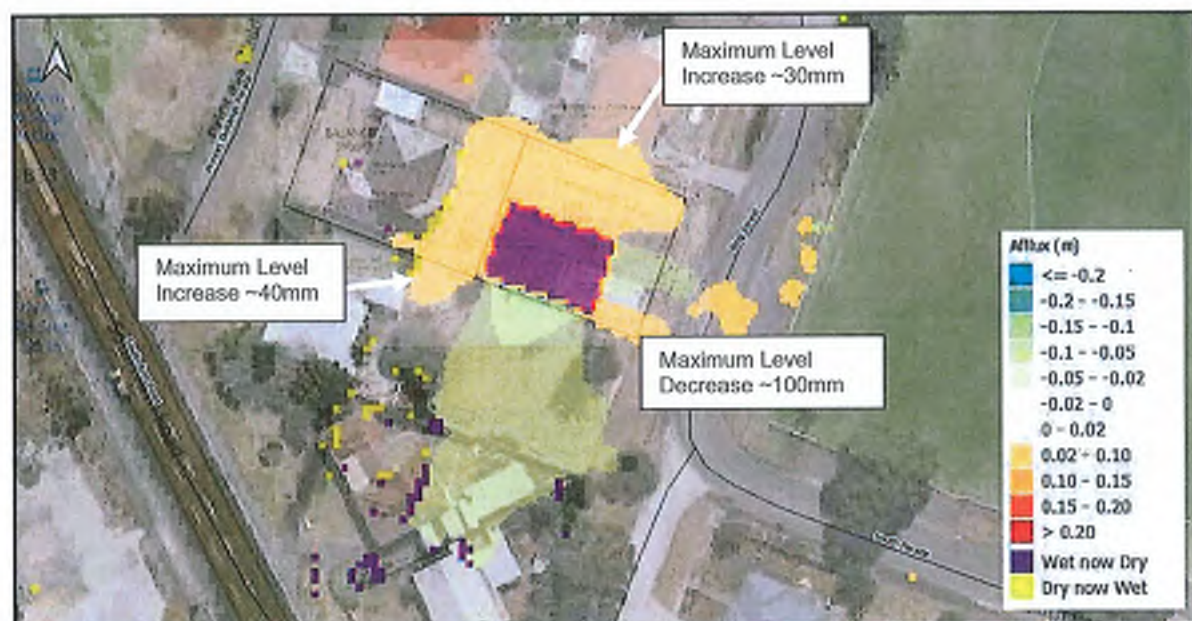 Maximum Level
Increase ~30mm
Maximum Level
Increase ~40mm
Maximum Level
Decrease ~100mm
Afflux (m)
<= -0.2
-0.2 - -0.15
-0.15 - -0.1
-0.1 - -0.05
-0.05 - -0.02
-0.02 - 0
0 - 0.02
0.02 - 0.10
0.10 - 0.15
0.15 - 0.20
> 0.20
Wet now Dry
Dry now Wet